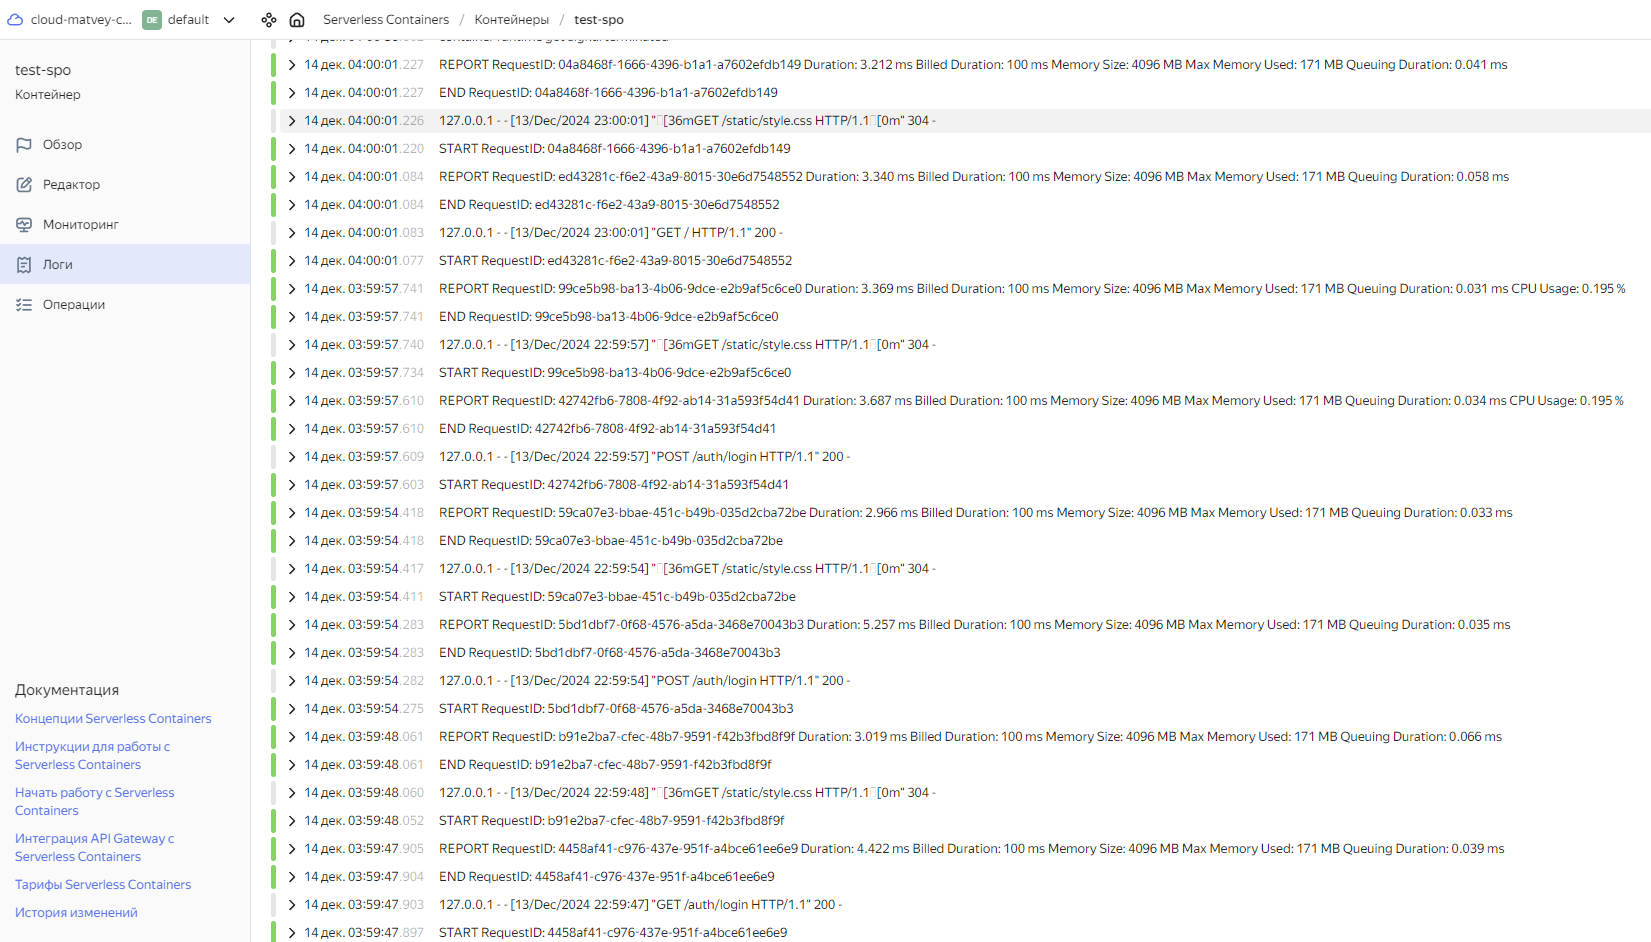 cloud-matvey-c... DE default Serverless Containers / Контейнеры / test-spo
test-spo
Контейнер
Обзор
Редактор
Мониторинг
Логи
Операции
Документация
Концепции Serverless Containers
Инструкции для работы с
Serverless Containers
Начать работу с Serverless
Containers
Интеграция API Gateway с
Serverless Containers
Тарифы Serverless Containers
История изменений
14 дек. 04:00:01.227 REPORT RequestID: 04a8468f-1666-4396-b1a1-a7602efdb149 Duration: 3.212 ms Billed Duration: 100 ms Memory Size: 4096 MB Max Memory Used: 171 MB Queuing Duration: 0.041 ms
14 дек. 04:00:01.227 END RequestID: 04a8468f-1666-4396-b1a1-a7602efdb149
14 дек. 04:00:01.226 127.0.0.1 - - [13/Dec/2024 23:00:01] "[36mGET /static/style.css HTTP/1.1[0m" 304 -
14 дек. 04:00:01.220 START RequestID: 04a8468f-1666-4396-b1a1-a7602efdb149
14 дек. 04:00:01.084 REPORT RequestID: ed43281c-f6e2-43a9-8015-30e6d7548552 Duration: 3.340 ms Billed Duration: 100 ms Memory Size: 4096 MB Max Memory Used: 171 MB Queuing Duration: 0.058 ms
14 дек. 04:00:01.084 END RequestID: ed43281c-f6e2-43a9-8015-30e6d7548552
14 дек. 04:00:01.083 127.0.0.1 - - [13/Dec/2024 23:00:01] "GET / HTTP/1.1" 200 -
14 дек. 04:00:01.077 START RequestID: ed43281c-f6e2-43a9-8015-30e6d7548552
14 дек. 03:59:57.741 REPORT RequestID: 99ce5b98-ba13-4b06-9dce-e2b9af5c6ce0 Duration: 3.369 ms Billed Duration: 100 ms Memory Size: 4096 MB Max Memory Used: 171 MB Queuing Duration: 0.031 ms CPU Usage: 0.195 %
14 дек. 03:59:57.741 END RequestID: 99ce5b98-ba13-4b06-9dce-e2b9af5c6ce0
14 дек. 03:59:57.740 127.0.0.1 - - [13/Dec/2024 22:59:57] "[36mGET /static/style.css HTTP/1.1[0m" 304 -
14 дек. 03:59:57.734 START RequestID: 99ce5b98-ba13-4b06-9dce-e2b9af5c6ce0
14 дек. 03:59:57.610 REPORT RequestID: 42742fb6-7808-4f92-ab14-31a593f54d41 Duration: 3.687 ms Billed Duration: 100 ms Memory Size: 4096 MB Max Memory Used: 171 MB Queuing Duration: 0.034 ms CPU Usage: 0.195 %
14 дек. 03:59:57.610 END RequestID: 42742fb6-7808-4f92-ab14-31a593f54d41
14 дек. 03:59:57.609 127.0.0.1 - - [13/Dec/2024 22:59:57] "POST /auth/login HTTP/1.1" 200 -
14 дек. 03:59:57.603 START RequestID: 42742fb6-7808-4f92-ab14-31a593f54d41
14 дек. 03:59:54.418 REPORT RequestID: 59ca07e3-bbae-451c-b49b-035d2cba72be Duration: 2.966 ms Billed Duration: 100 ms Memory Size: 4096 MB Max Memory Used: 171 MB Queuing Duration: 0.033 ms
14 дек. 03:59:54.418 END RequestID: 59ca07e3-bbae-451c-b49b-035d2cba72be
14 дек. 03:59:54.417 127.0.0.1 - - [13/Dec/2024 22:59:54] "[36mGET /static/style.css HTTP/1.1[0m" 304 -
14 дек. 03:59:54.411 START RequestID: 59ca07e3-bbae-451c-b49b-035d2cba72be
14 дек. 03:59:54.283 REPORT RequestID: 5bd1dbf7-0f68-4576-a5da-3468e70043b3 Duration: 5.257 ms Billed Duration: 100 ms Memory Size: 4096 MB Max Memory Used: 171 MB Queuing Duration: 0.035 ms
14 дек. 03:59:54.283 END RequestID: 5bd1dbf7-0f68-4576-a5da-3468e70043b3
14 дек. 03:59:54.282 127.0.0.1 - - [13/Dec/2024 22:59:54] "POST /auth/login HTTP/1.1" 200 -
14 дек. 03:59:54.275 START RequestID: 5bd1dbf7-0f68-4576-a5da-3468e70043b3
14 дек. 03:59:48.061 REPORT RequestID: b91e2ba7-cfec-48b7-9591-f42b3fbd8f9f Duration: 3.019 ms Billed Duration: 100 ms Memory Size: 4096 MB Max Memory Used: 171 MB Queuing Duration: 0.066 ms
14 дек. 03:59:48.061 END RequestID: b91e2ba7-cfec-48b7-9591-f42b3fbd8f9f
14 дек. 03:59:48.060 127.0.0.1 - - [13/Dec/2024 22:59:48] "[36mGET /static/style.css HTTP/1.1[0m" 304 -
14 дек. 03:59:48.052 START RequestID: b91e2ba7-cfec-48b7-9591-f42b3fbd8f9f
14 дек. 03:59:47.905 REPORT RequestID: 4458af41-c976-437e-951f-a4bce61ee6e9 Duration: 4.422 ms Billed Duration: 100 ms Memory Size: 4096 MB Max Memory Used: 171 MB Queuing Duration: 0.039 ms
14 дек. 03:59:47.904 END RequestID: 4458af41-c976-437e-951f-a4bce61ee6e9
14 дек. 03:59:47.903 127.0.0.1 - - [13/Dec/2024 22:59:47] "GET /auth/login HTTP/1.1" 200 -
14 дек. 03:59:47.897 START RequestID: 4458af41-c976-437e-951f-a4bce61ee6e9